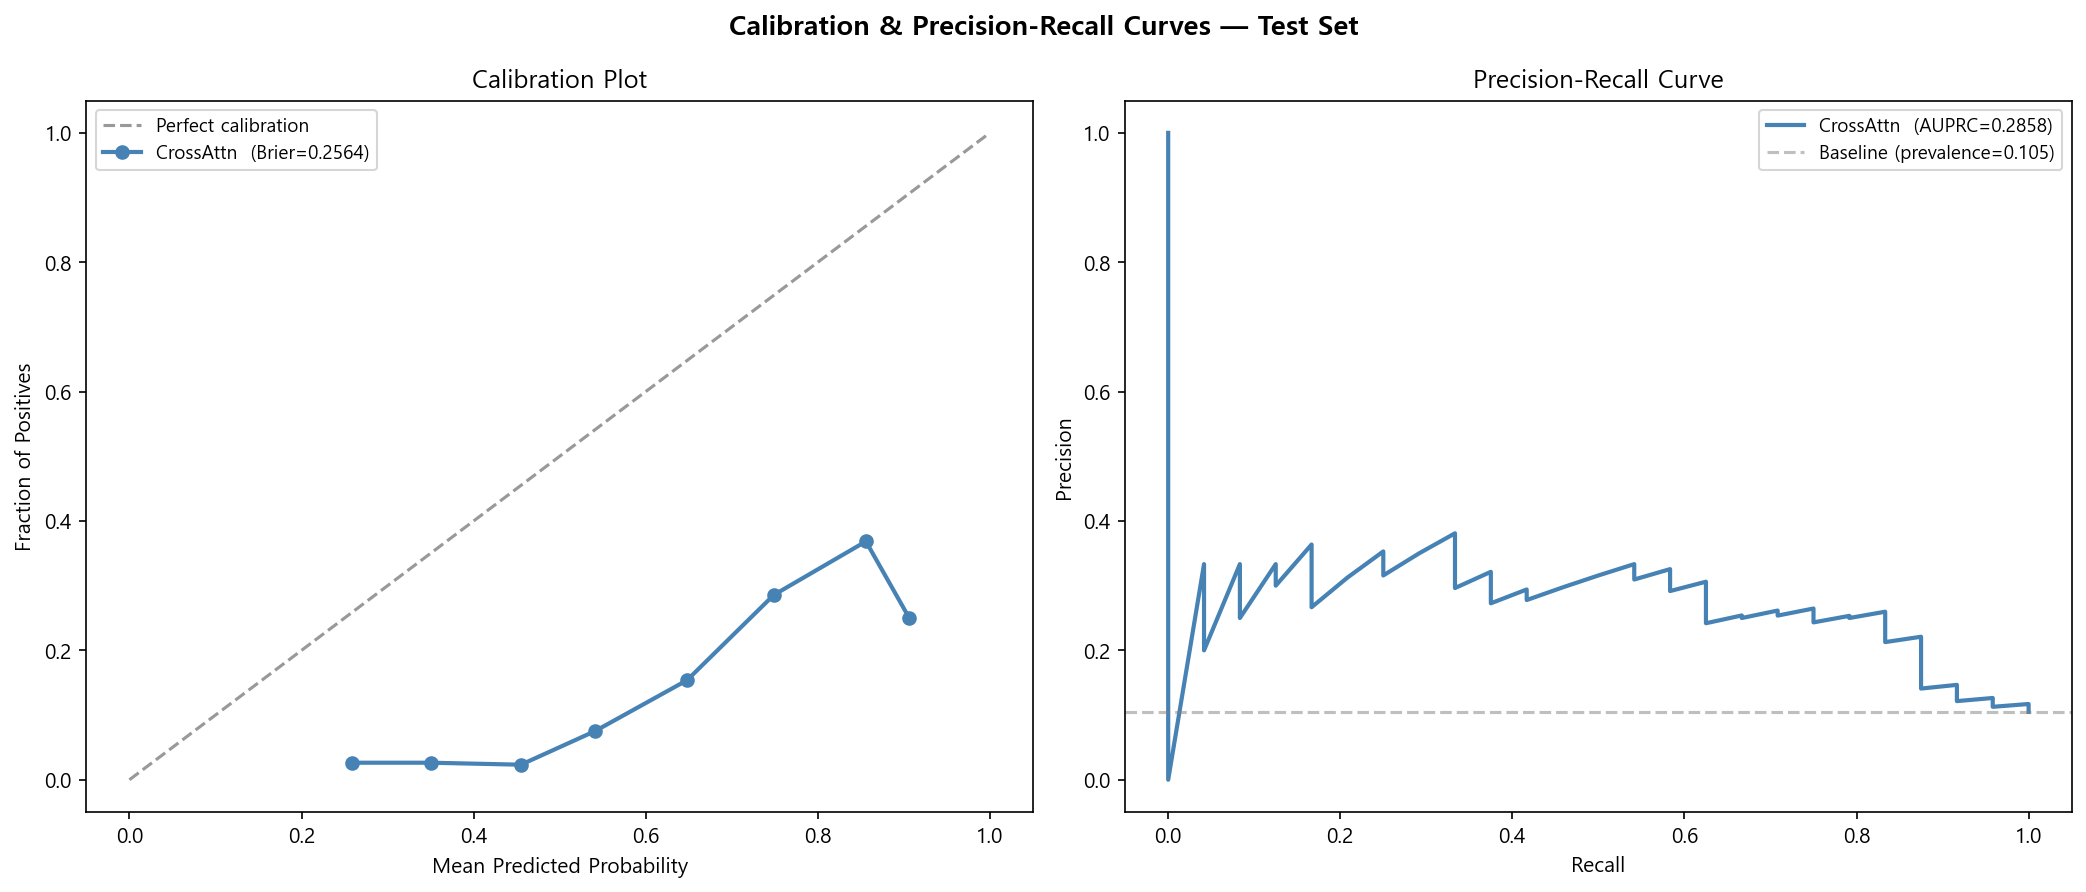 Calibration & Precision-Recall Curves — Test Set
Calibration Plot
Perfect calibration
CrossAttn (Brier=0.2564)
Fraction of Positives
1.0
0.8
0.6
0.4
0.2
0.0
0.0 0.2 0.4 0.6 0.8 1.0
Mean Predicted Probability
Precision-Recall Curve
CrossAttn (AUPRC=0.2858)
Baseline (prevalence=0.105)
Precision
1.0
0.8
0.6
0.4
0.2
0.0
0.0 0.2 0.4 0.6 0.8 1.0
Recall